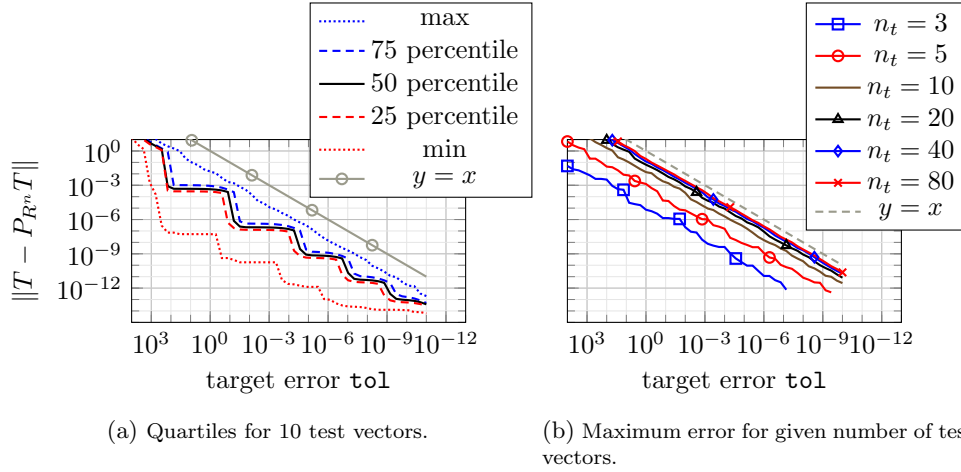 max
75 percentile
50 percentile
25 percentile
min
y = x
n_t = 3
n_t = 5
n_t = 10
n_t = 20
n_t = 40
n_t = 80
y = x
‖T − P_{R^n}T‖
10^0
10^−3
10^−6
10^−9
10^−12
10^3 10^0 10^−3 10^−6 10^−9 10^−12
10^3 10^0 10^−3 10^−6 10^−9 10^−12
target error tol
target error tol
(a) Quartiles for 10 test vectors.
(b) Maximum error for given number of tes
vectors.